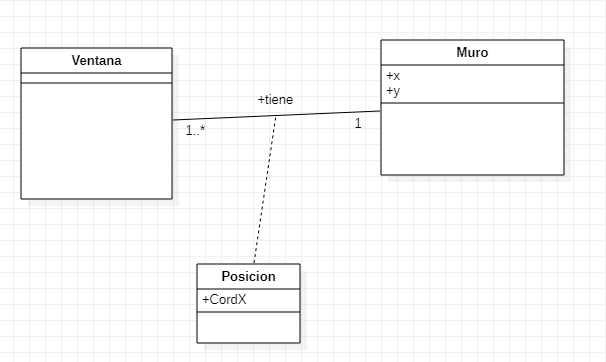 Ventana
Muro
+x
+y
+tiene
1..*
1
Posicion
+CordX